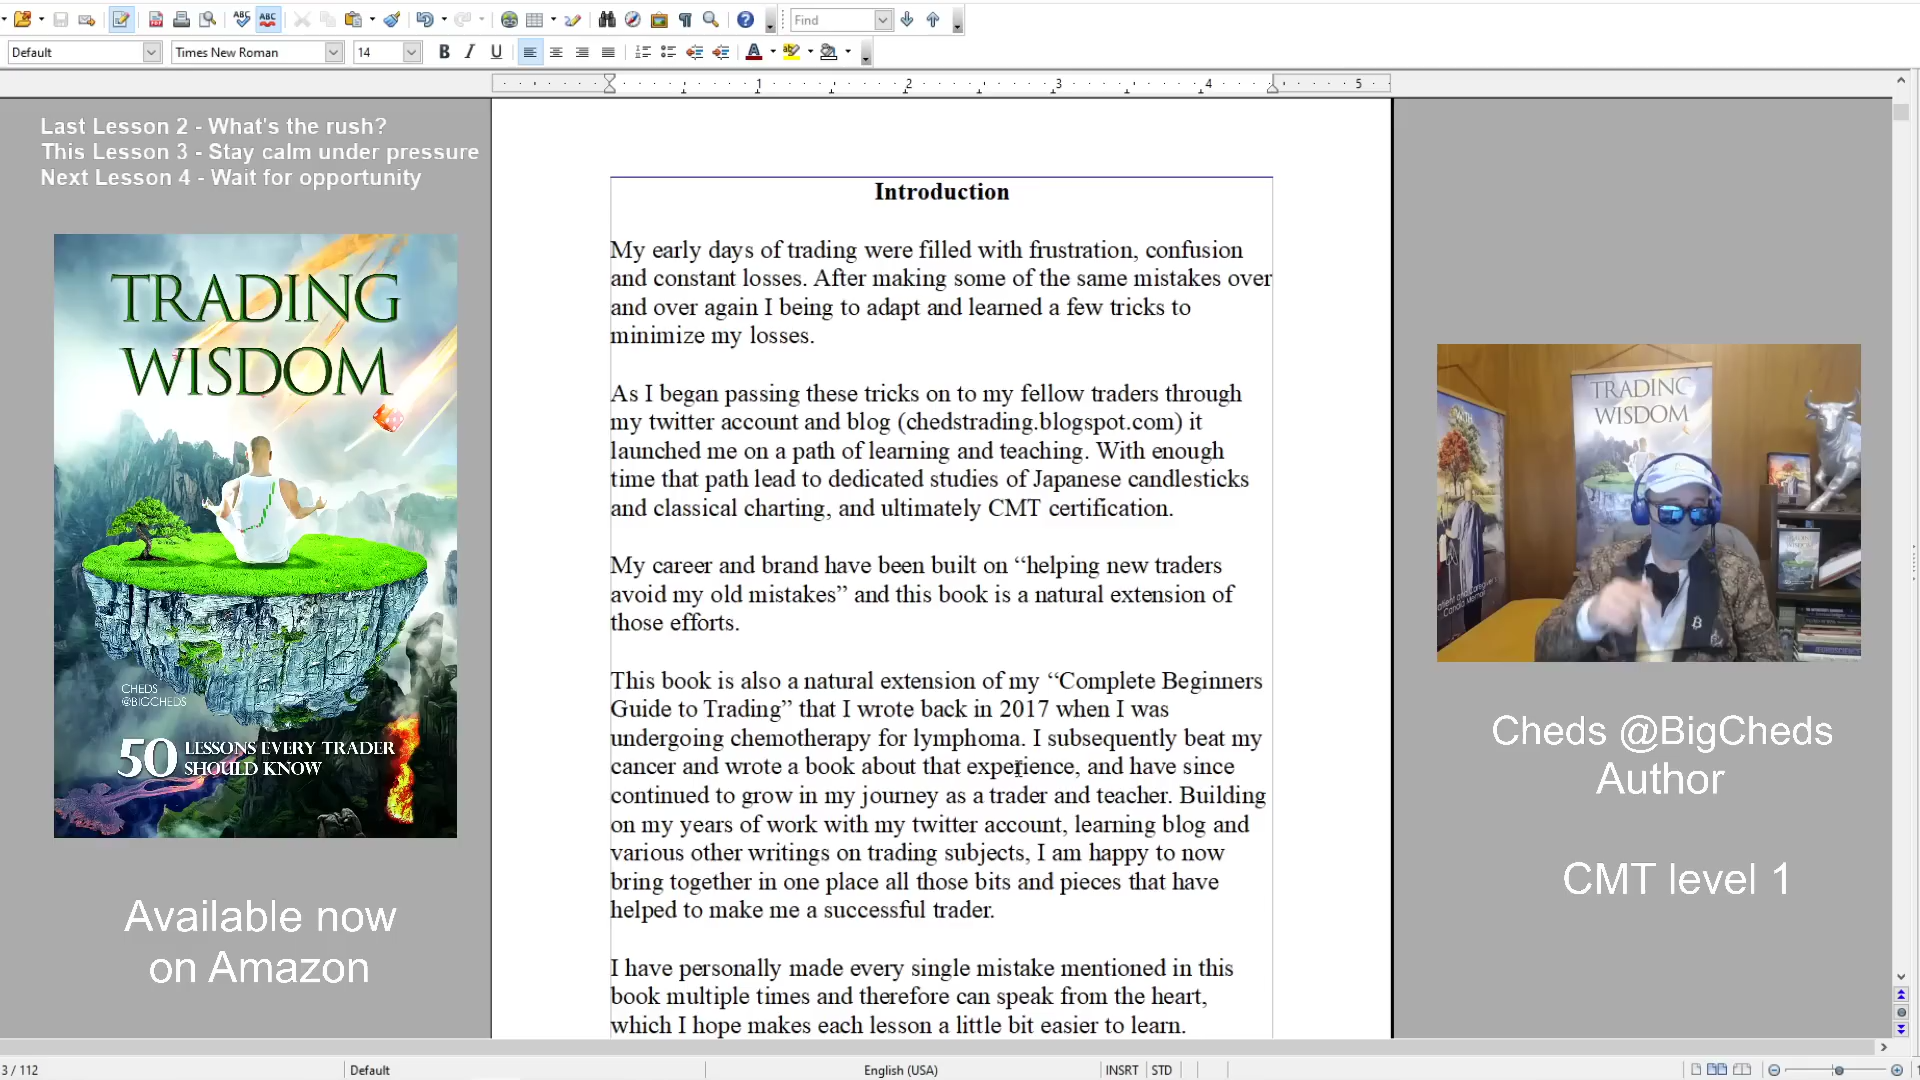 Find
Default
Times New Roman
14
1
2
3
4
5
Last Lesson 2 - What's the rush?
This Lesson 3 - Stay calm under pressure
Next Lesson 4 - Wait for opportunity
TRADING
WISDOM
CHEDS
@BIGCHEDS
50 LESSONS EVERY TRADER
SHOULD KNOW
Available now
on Amazon
Introduction
My early days of trading were filled with frustration, confusion
and constant losses. After making some of the same mistakes over
and over again I being to adapt and learned a few tricks to
minimize my losses.
As I began passing these tricks on to my fellow traders through
my twitter account and blog (chedstrading.blogspot.com) it
launched me on a path of learning and teaching. With enough
time that path lead to dedicated studies of Japanese candlesticks
and classical charting, and ultimately CMT certification.
My career and brand have been built on “helping new traders
avoid my old mistakes” and this book is a natural extension of
those efforts.
This book is also a natural extension of my “Complete Beginners
Guide to Trading” that I wrote back in 2017 when I was
undergoing chemotherapy for lymphoma. I subsequently beat my
cancer and wrote a book about that experience, and have since
continued to grow in my journey as a trader and teacher. Building
on my years of work with my twitter account, learning blog and
various other writings on trading subjects, I am happy to now
bring together in one place all those bits and pieces that have
helped to make me a successful trader.
I have personally made every single mistake mentioned in this
book multiple times and therefore can speak from the heart,
which I hope makes each lesson a little bit easier to learn.
TRADING
WISDOM
Cheds @BigCheds
Author
CMT level 1
3 / 112
Default
English (USA)
INSRT
STD